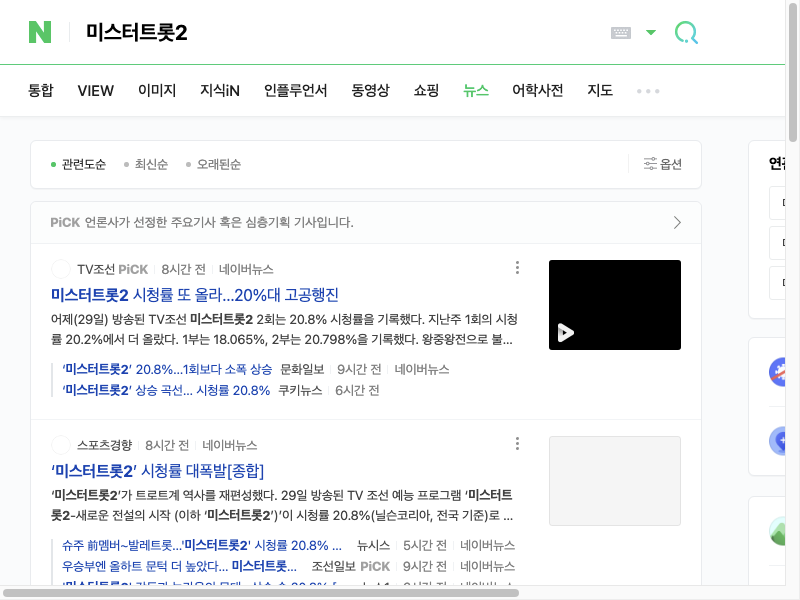 N 미스터트롯2
통합 VIEW 이미지 지식iN 인플루언서 동영상 쇼핑 뉴스 어학사전 지도
관련도순 최신순 오래된순 옵션
PiCK 언론사가 선정한 주요기사 혹은 심층기획 기사입니다.
TV조선 PiCK 8시간 전 네이버뉴스
미스터트롯2 시청률 또 올라...20%대 고공행진
어제(29일) 방송된 TV조선 미스터트롯2 2회는 20.8% 시청률을 기록했다. 지난주 1회의 시청
률 20.2%에서 더 올랐다. 1부는 18.065%, 2부는 20.798%을 기록했다. 왕중왕전으로 불...
‘미스터트롯2’ 20.8%…1회보다 소폭 상승 문화일보 9시간 전 네이버뉴스
‘미스터트롯2’ 상승 곡선… 시청률 20.8% 쿠키뉴스 6시간 전
스포츠경향 8시간 전 네이버뉴스
‘미스터트롯2’ 시청률 대폭발[종합]
‘미스터트롯2’가 트로트계 역사를 재편성했다. 29일 방송된 TV 조선 예능 프로그램 ‘미스터트
롯2-새로운 전설의 시작 (이하 ‘미스터트롯2’)’이 시청률 20.8%(닐슨코리아, 전국 기준)로 ...
슈주 前멤버~발레트롯…'미스터트롯2' 시청률 20.8% ... 뉴시스 5시간 전 네이버뉴스
우승부엔 올하트 문턱 더 높았다… 미스터트롯... 조선일보 PiCK 9시간 전 네이버뉴스